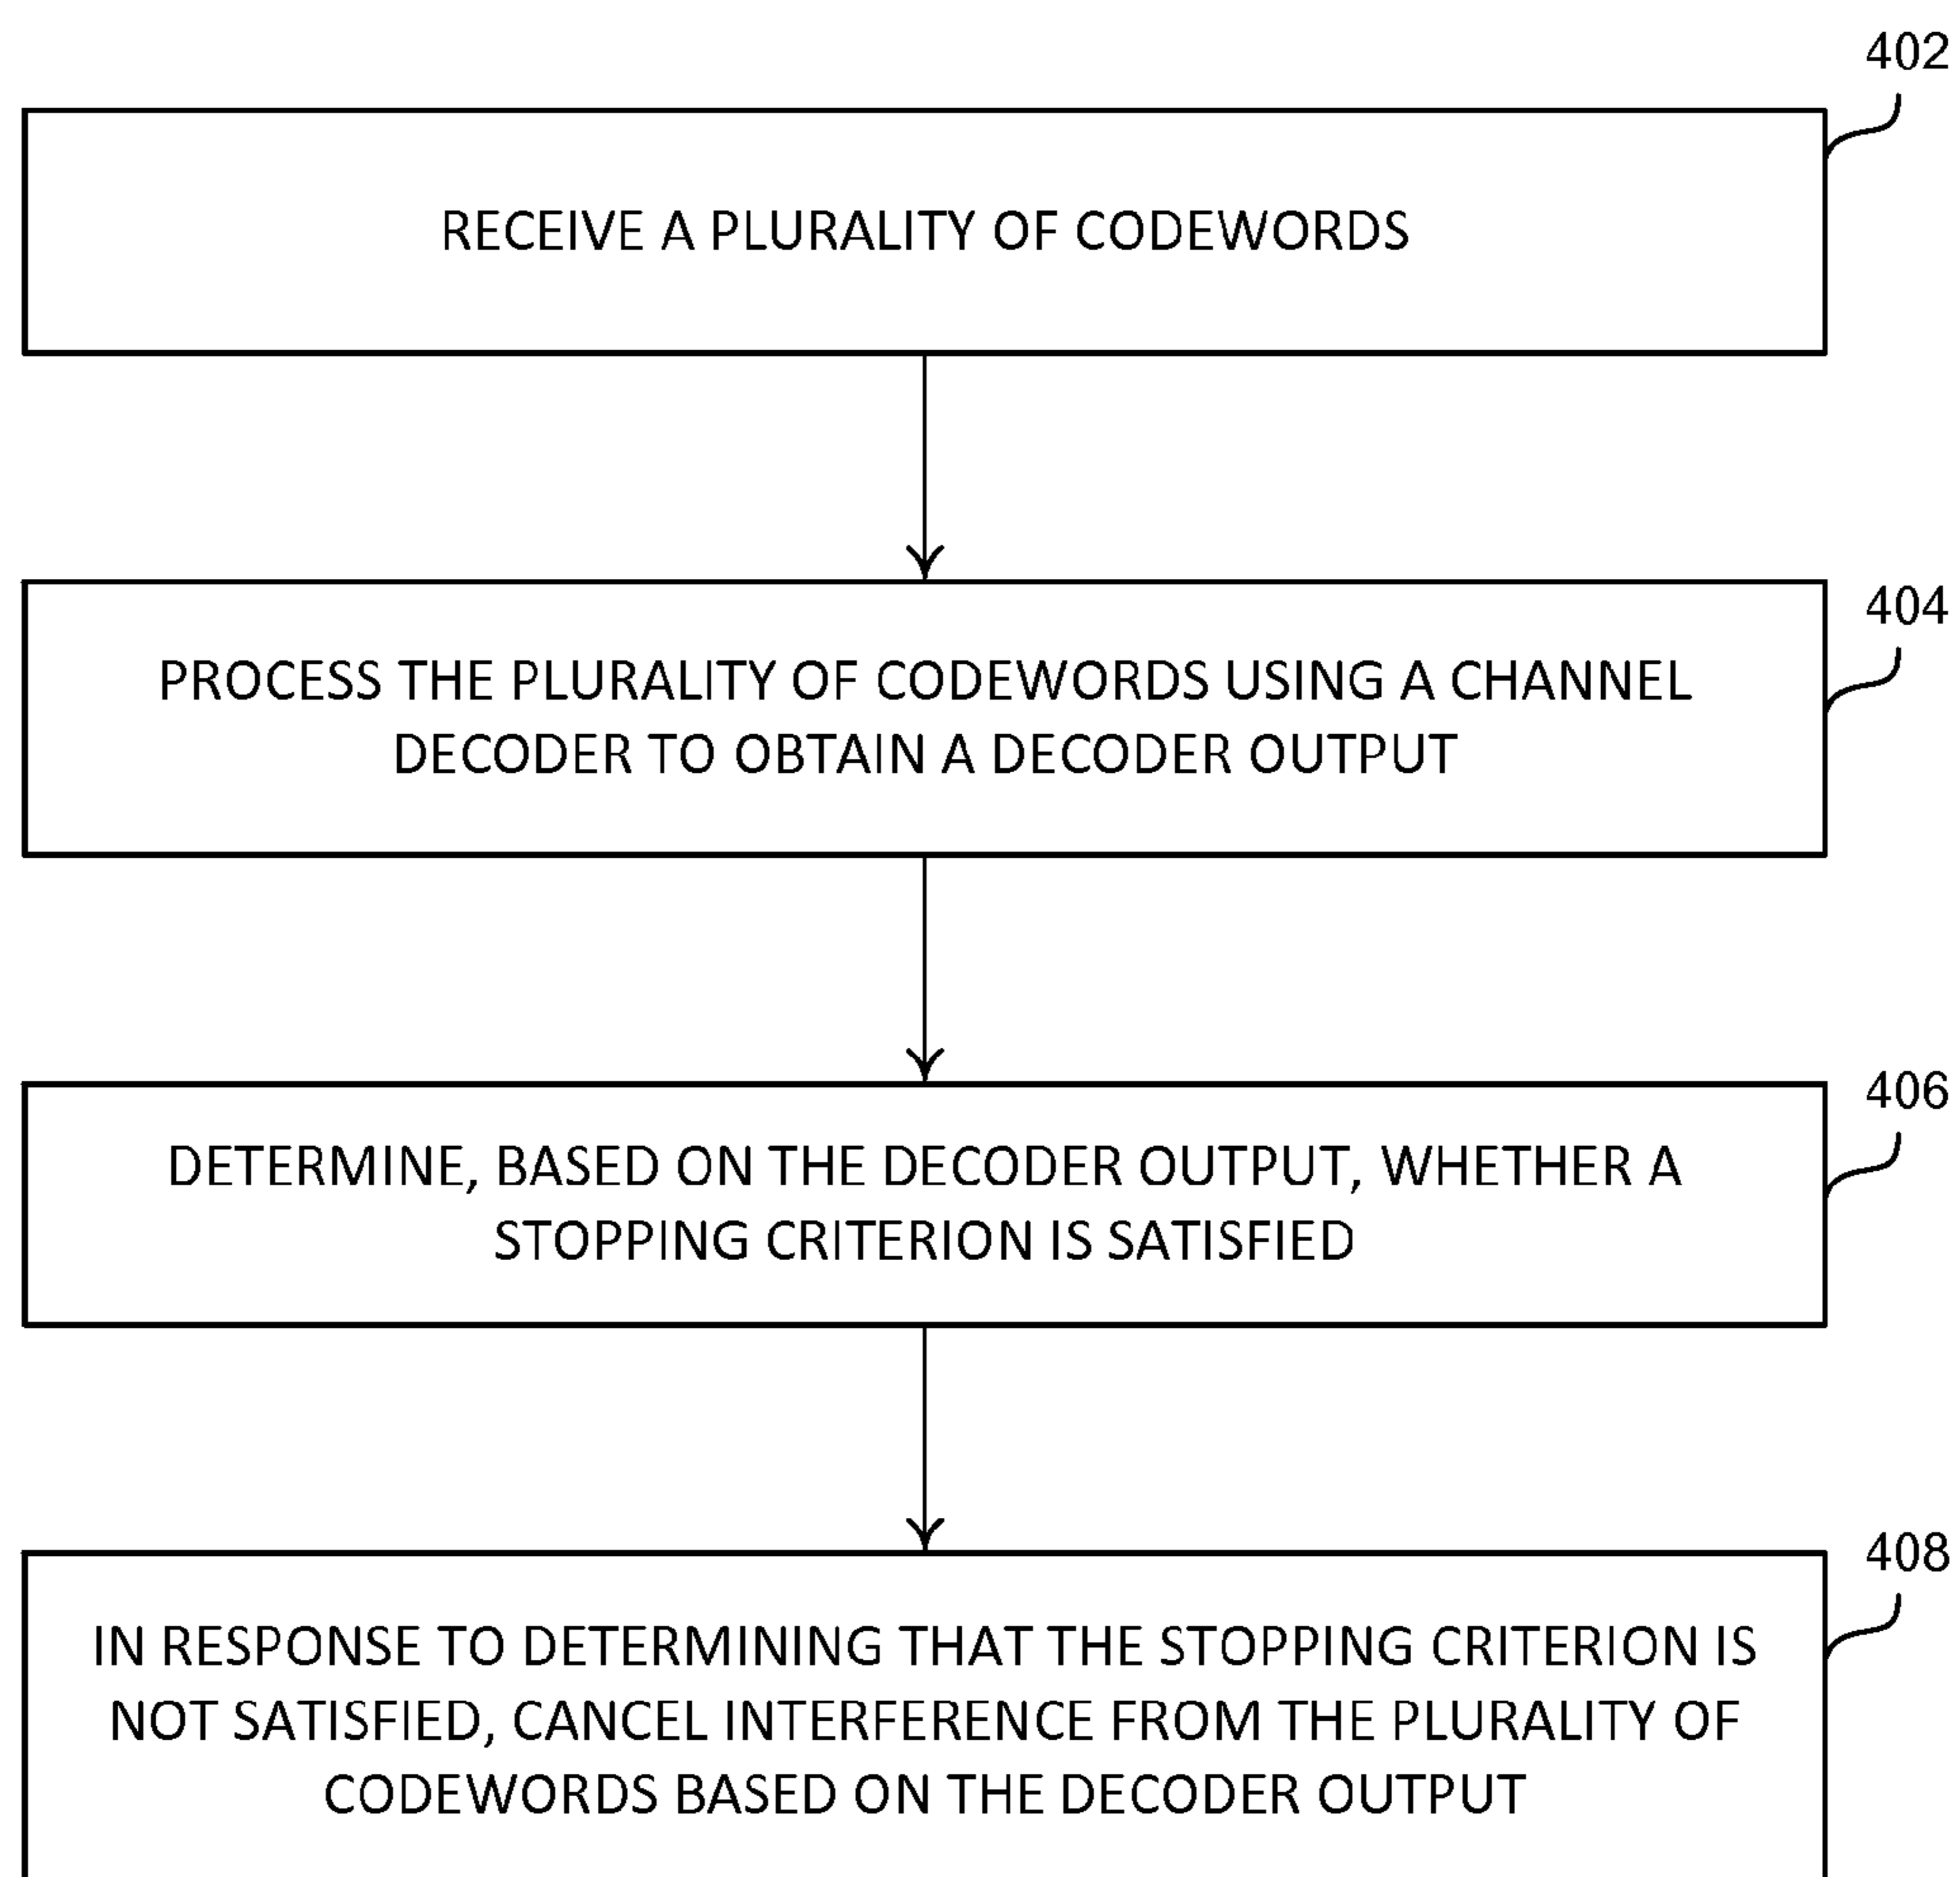 402
RECEIVE A PLURALITY OF CODEWORDS
404
PROCESS THE PLURALITY OF CODEWORDS USING A CHANNEL
DECODER TO OBTAIN A DECODER OUTPUT
406
DETERMINE, BASED ON THE DECODER OUTPUT, WHETHER A
STOPPING CRITERION IS SATISFIED
408
IN RESPONSE TO DETERMINING THAT THE STOPPING CRITERION IS
NOT SATISFIED, CANCEL INTERFERENCE FROM THE PLURALITY OF
CODEWORDS BASED ON THE DECODER OUTPUT